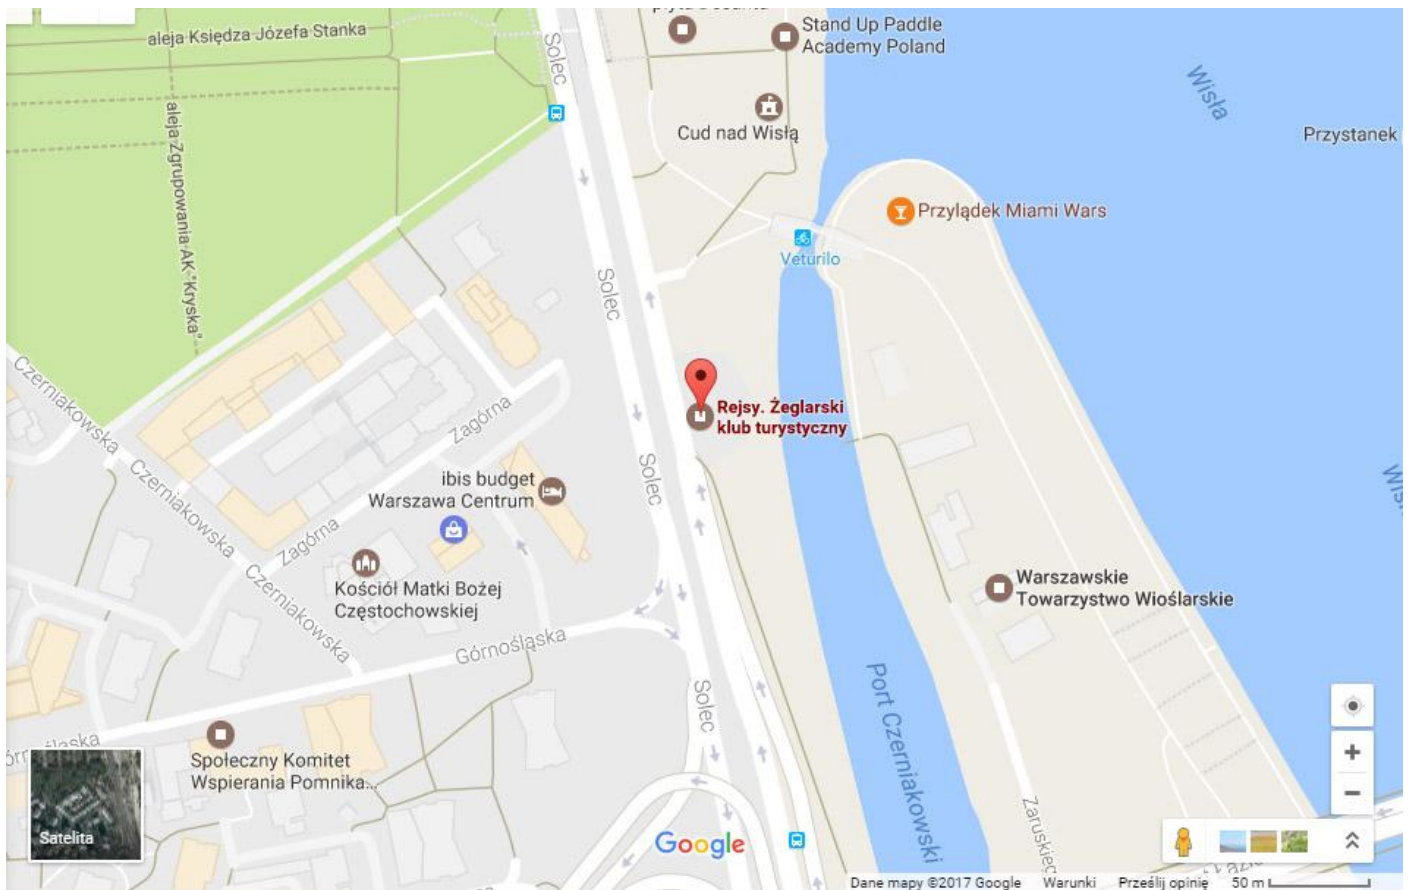 Stand Up Paddle
Academy Poland
aleja Księdza Józefa Stanka
Solec
Wisła
Cud nad Wisłą
Przystanek
aleja Zgrupowania AK "Kryska"
Przylądek Miami Wars
Veturilo
Solec
Czerniakowska
Zagórna
Rejsy. Żeglarski
klub turystyczny
Czerniakowska
ibis budget
Warszawa Centrum
Solec
Zagórna
Czerniakowska
Kościół Matki Bożej
Częstochowskiej
Warszawskie
Towarzystwo Wioślarskie
Górnośląska
Port Czerniakowski
Solec
Społeczny Komitet
Wspierania Pomnika...
Satelita
Google
Dane mapy ©2017 Google Warunki Prześlij opinię 50 m